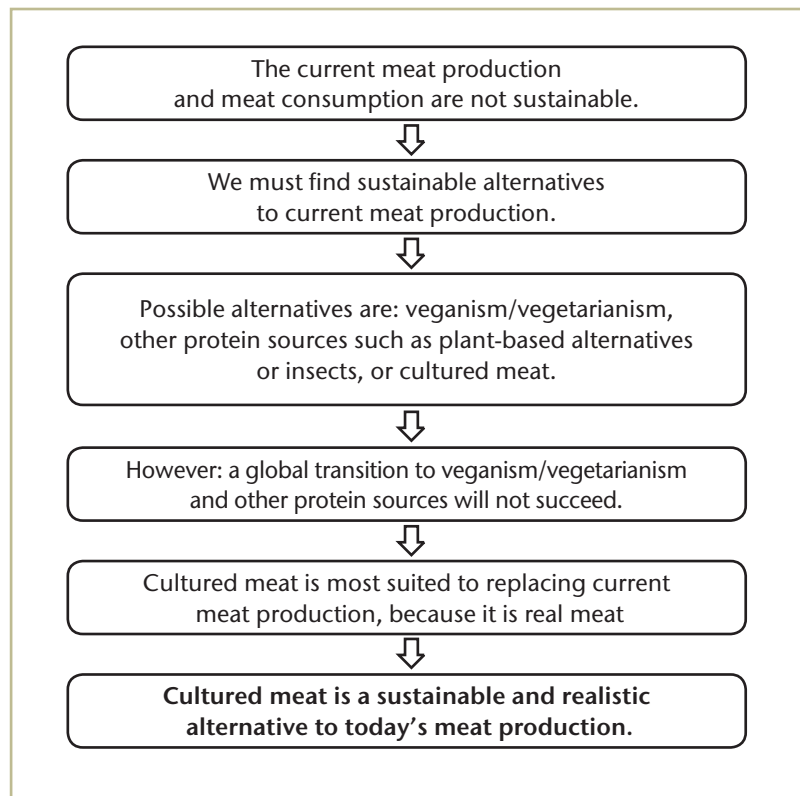 The current meat production
and meat consumption are not sustainable.
We must find sustainable alternatives
to current meat production.
Possible alternatives are: veganism/vegetarianism,
other protein sources such as plant-based alternatives
or insects, or cultured meat.
However: a global transition to veganism/vegetarianism
and other protein sources will not succeed.
Cultured meat is most suited to replacing current
meat production, because it is real meat
Cultured meat is a sustainable and realistic
alternative to today’s meat production.